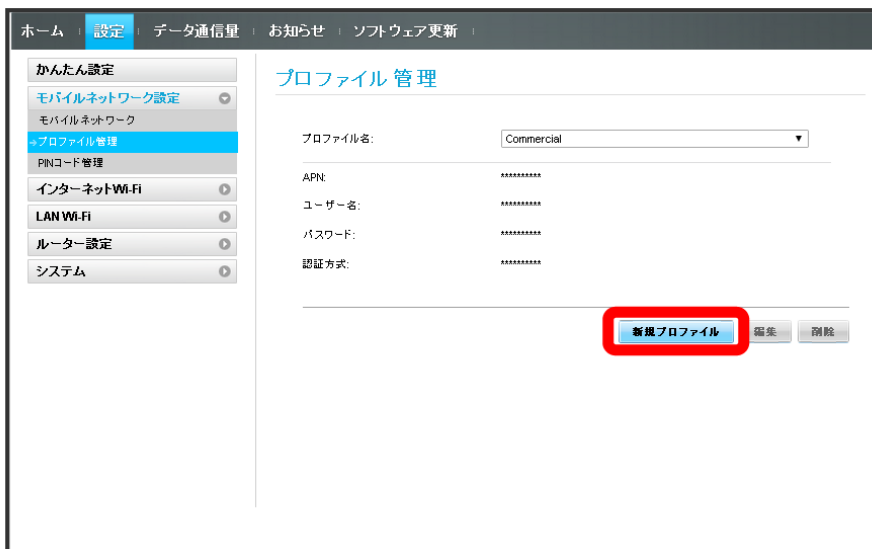 ホーム 設定 データ通信量 お知らせ ソフトウェア更新
かんたん設定
モバイルネットワーク設定
モバイルネットワーク
→プロファイル管理
PINコード管理
インターネットWi-Fi
LAN Wi-Fi
ルーター設定
システム
プロファイル管理
プロファイル名: Commercial
APN: **********
ユーザー名: **********
パスワード: **********
認証方式: **********
新規プロファイル 編集 削除